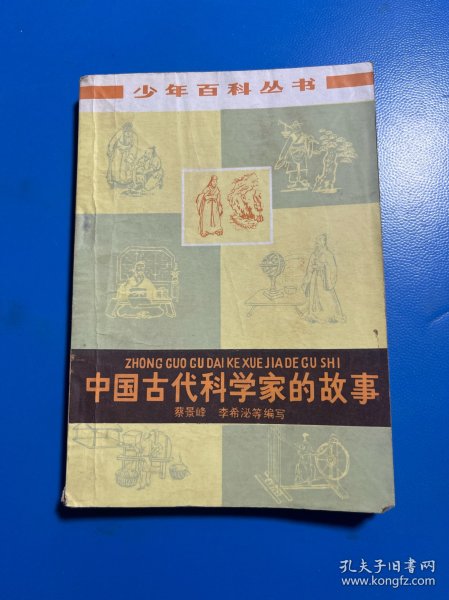 少年百科丛书
ZHONG GUO GU DAI KE XUE JIA DE GU SHI
中国古代科学家的故事
蔡景峰 李希泌等编写
孔夫子旧书网
www.kongfz.com